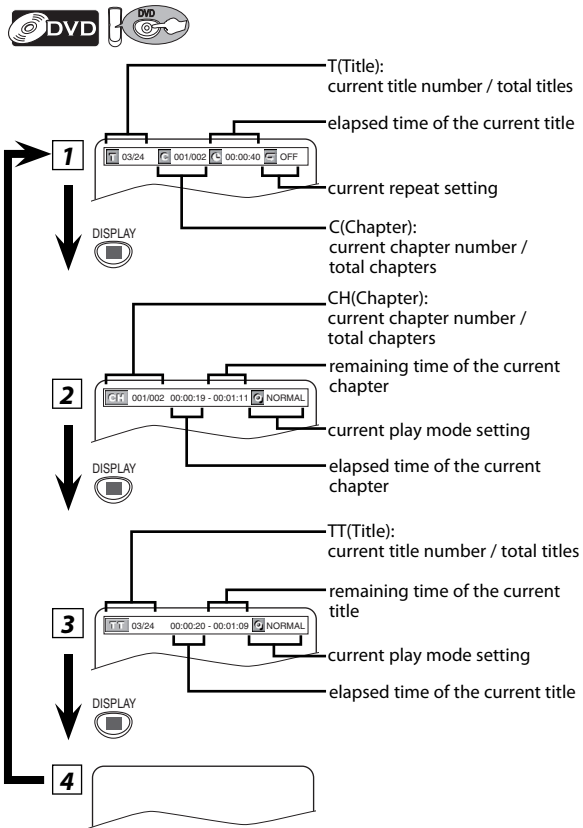 DVD
DVD
T(Title):
current title number / total titles
elapsed time of the current title
1
T 03/24 C 001/002 00:00:40 OFF
current repeat setting
DISPLAY
C(Chapter):
current chapter number /
total chapters
CH(Chapter):
current chapter number /
total chapters
remaining time of the current
chapter
2
CH 001/002 00:00:19 - 00:01:11 NORMAL
current play mode setting
DISPLAY
elapsed time of the current
chapter
TT(Title):
current title number / total titles
remaining time of the current
title
3
TT 03/24 00:00:20 - 00:01:09 NORMAL
current play mode setting
elapsed time of the current title
DISPLAY
4